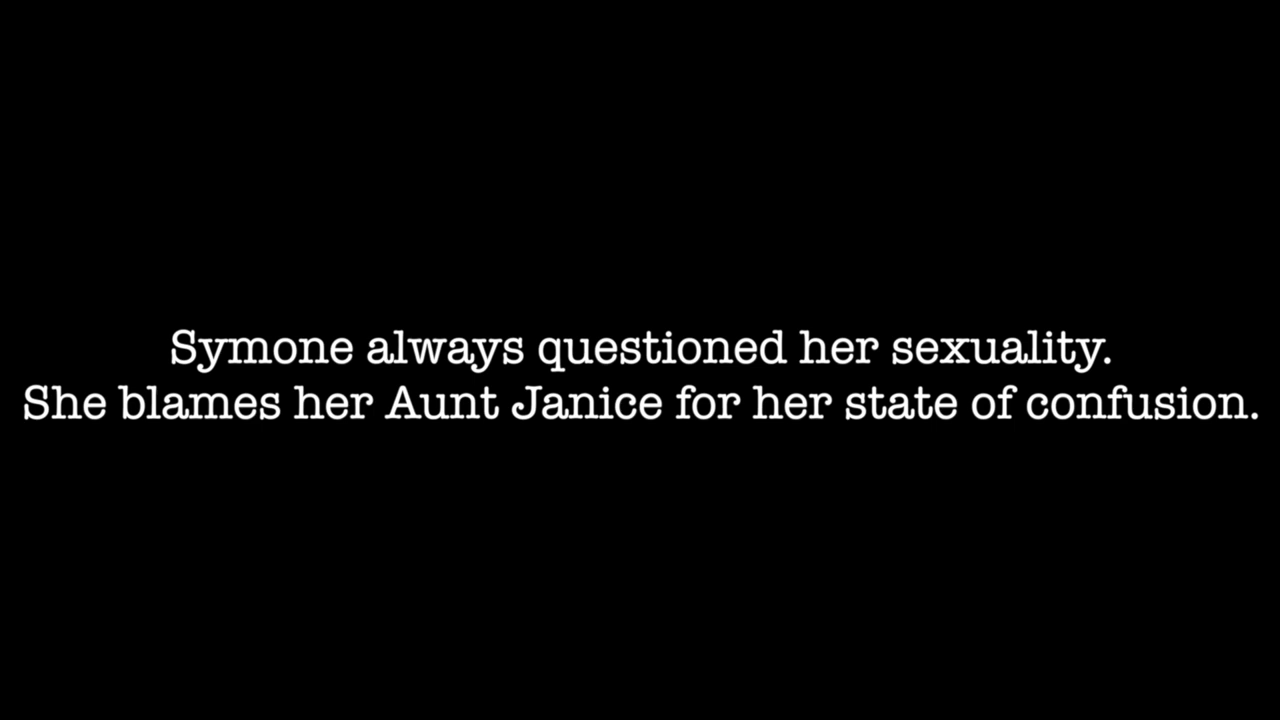 Symone always questioned her sexuality.
She blames her Aunt Janice for her state of confusion.